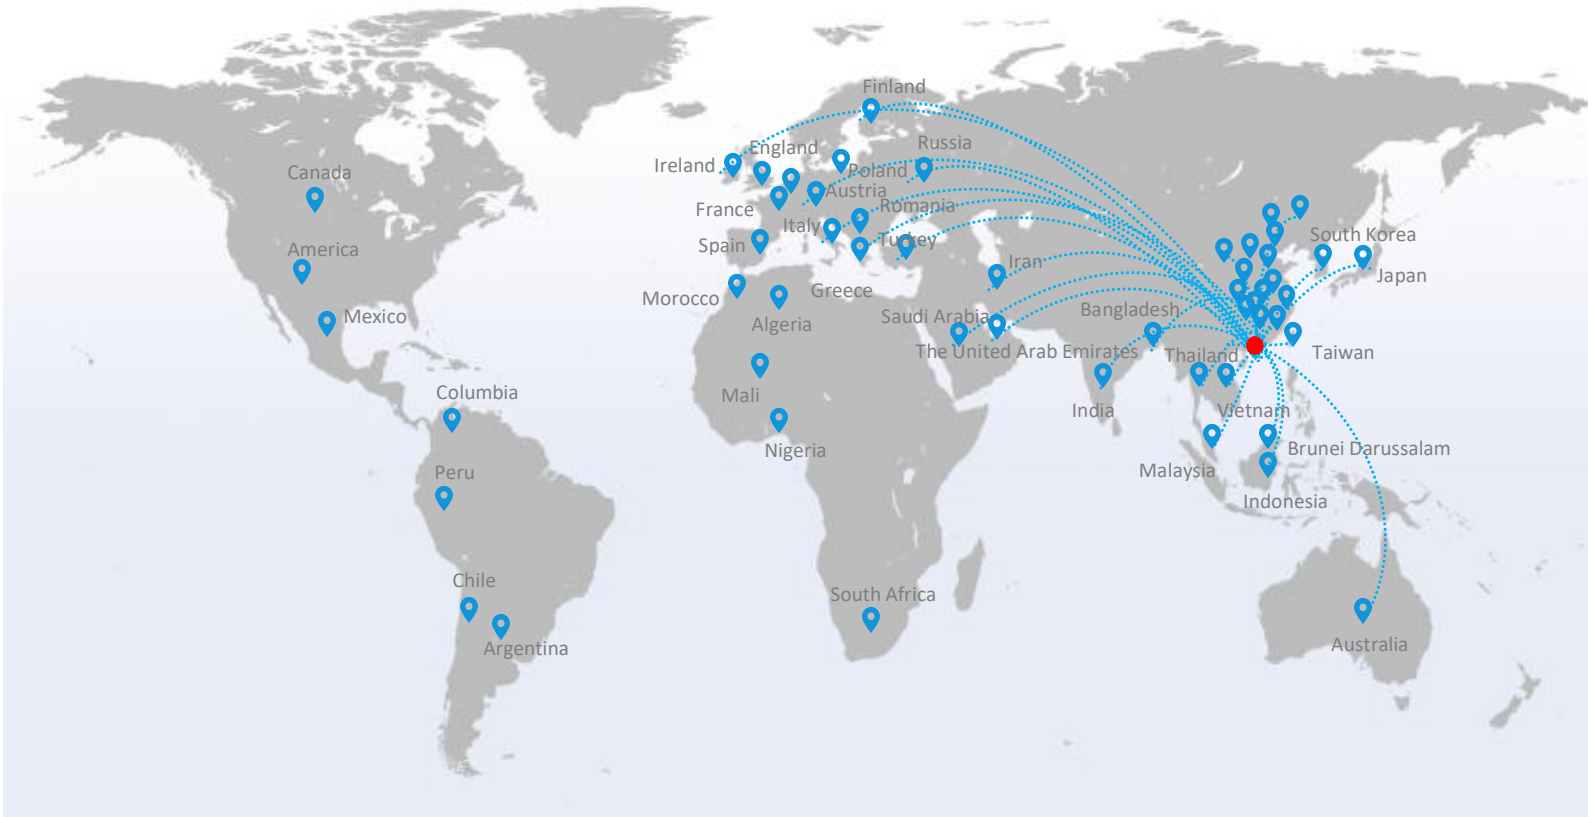 Finland
England
Russia
Ireland
Poland
Canada
Austria
France
Romania
Italy
South Korea
Spain
Turkey
America
Iran
Japan
Morocco
Greece
Bangladesh
Mexico
Algeria
Saudi Arabia
The United Arab Emirates
Thailand
Taiwan
Columbia
Mali
India
Vietnam
Nigeria
Brunei Darussalam
Peru
Malaysia
Indonesia
Chile
South Africa
Argentina
Australia